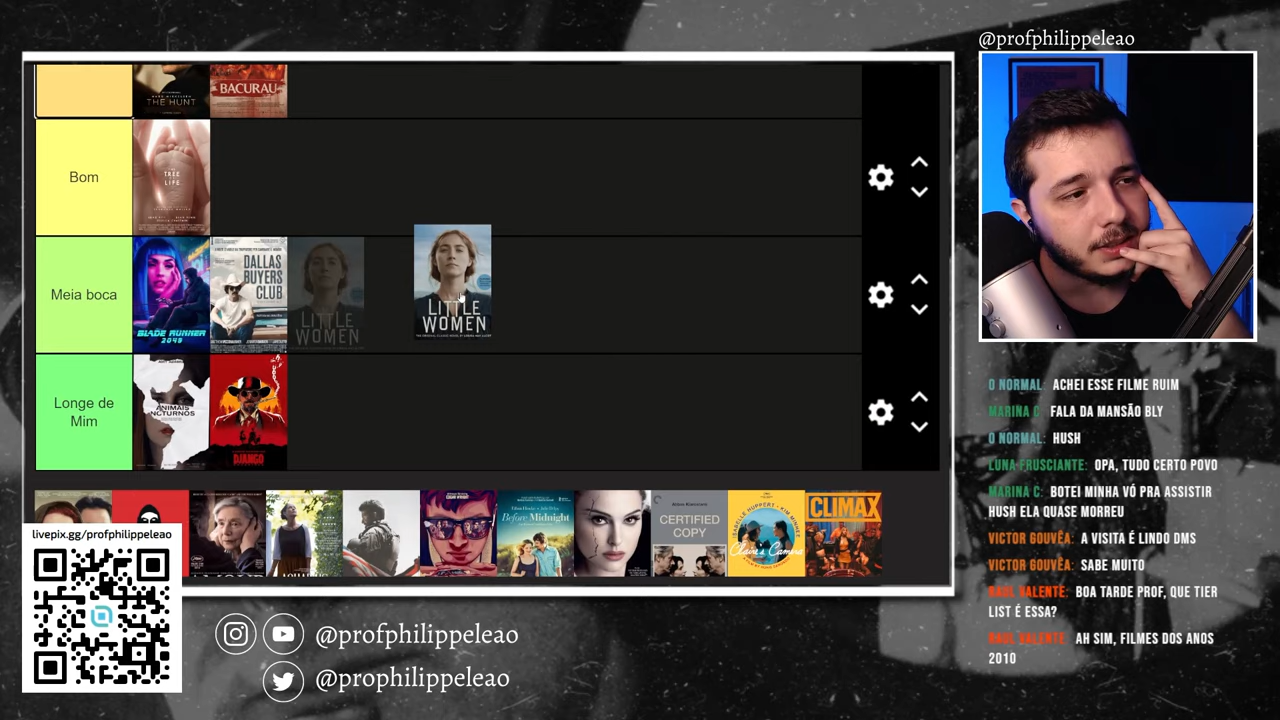 @profphilippeleao
THE HUNT
BACURAU
Bom
TAKE
LIFE.
Meia boca
BLADE RUNNER
2049
DALLAS
BUYERS
CLUB
LITTLE
WOMEN
LITTLE
WOMEN
Longe de
Mim
ANIMAIS
NOCTURNOS
DJANGO
Before Midnight
CERTIFIED
COPY
Claire's Camera
CLIMAX
livepix.gg/profphilippeleao
@profphilippeleao
@prophilippeleao
O NORMAL: ACHEI ESSE FILME RUIM
MARINA C: FALA DA MANSÃO BLY
O NORMAL: HUSH
LUNA FRUSCIANTE: OPA, TUDO CERTO POVO
MARINA C: BOTEI MINHA VÓ PRA ASSISTIR
HUSH ELA QUASE MORREU
VICTOR GOUVÊA: A VISITA É LINDO DMS
VICTOR GOUVÊA: SABE MUITO
RAUL VALENTE: BOA TARDE PROF, QUE TIER
LIST É ESSA?
RAUL VALENTE: AH SIM, FILMES DOS ANOS
2010